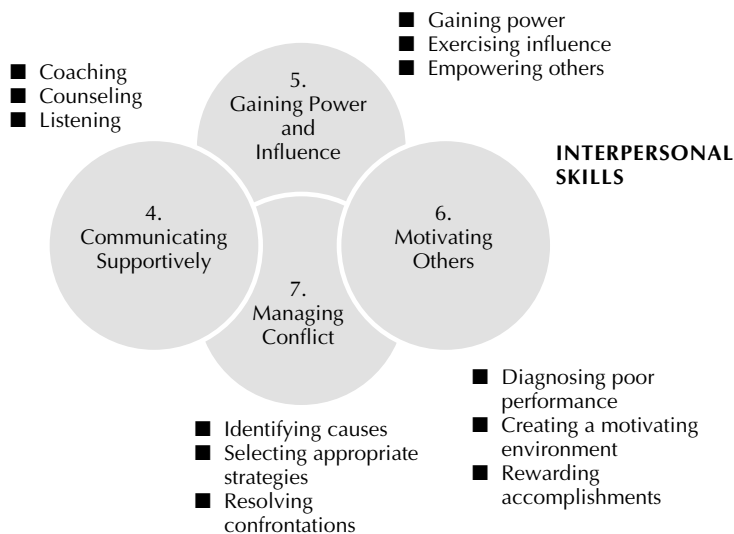 ■ Gaining power
■ Exercising influence
■ Empowering others
■ Coaching
■ Counseling
■ Listening
5.
Gaining Power
and
Influence
INTERPERSONAL
SKILLS
4.
Communicating
Supportively
6.
Motivating
Others
7.
Managing
Conflict
■ Diagnosing poor
performance
■ Creating a motivating
environment
■ Rewarding
accomplishments
■ Identifying causes
■ Selecting appropriate
strategies
■ Resolving
confrontations